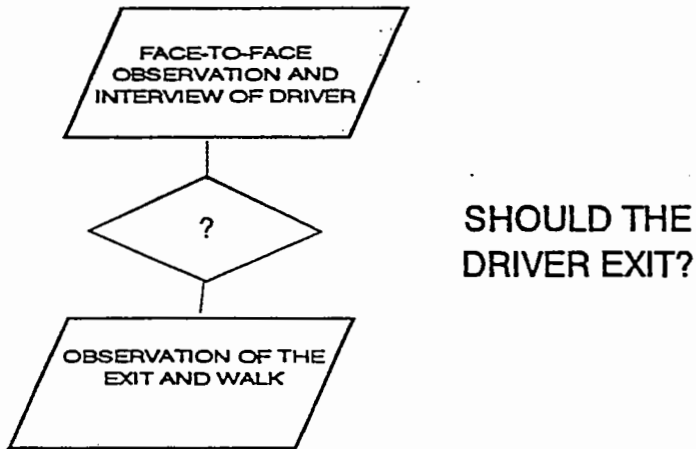 FACE-TO-FACE
OBSERVATION AND
INTERVIEW OF DRIVER
?
SHOULD THE
DRIVER EXIT?
OBSERVATION OF THE
EXIT AND WALK